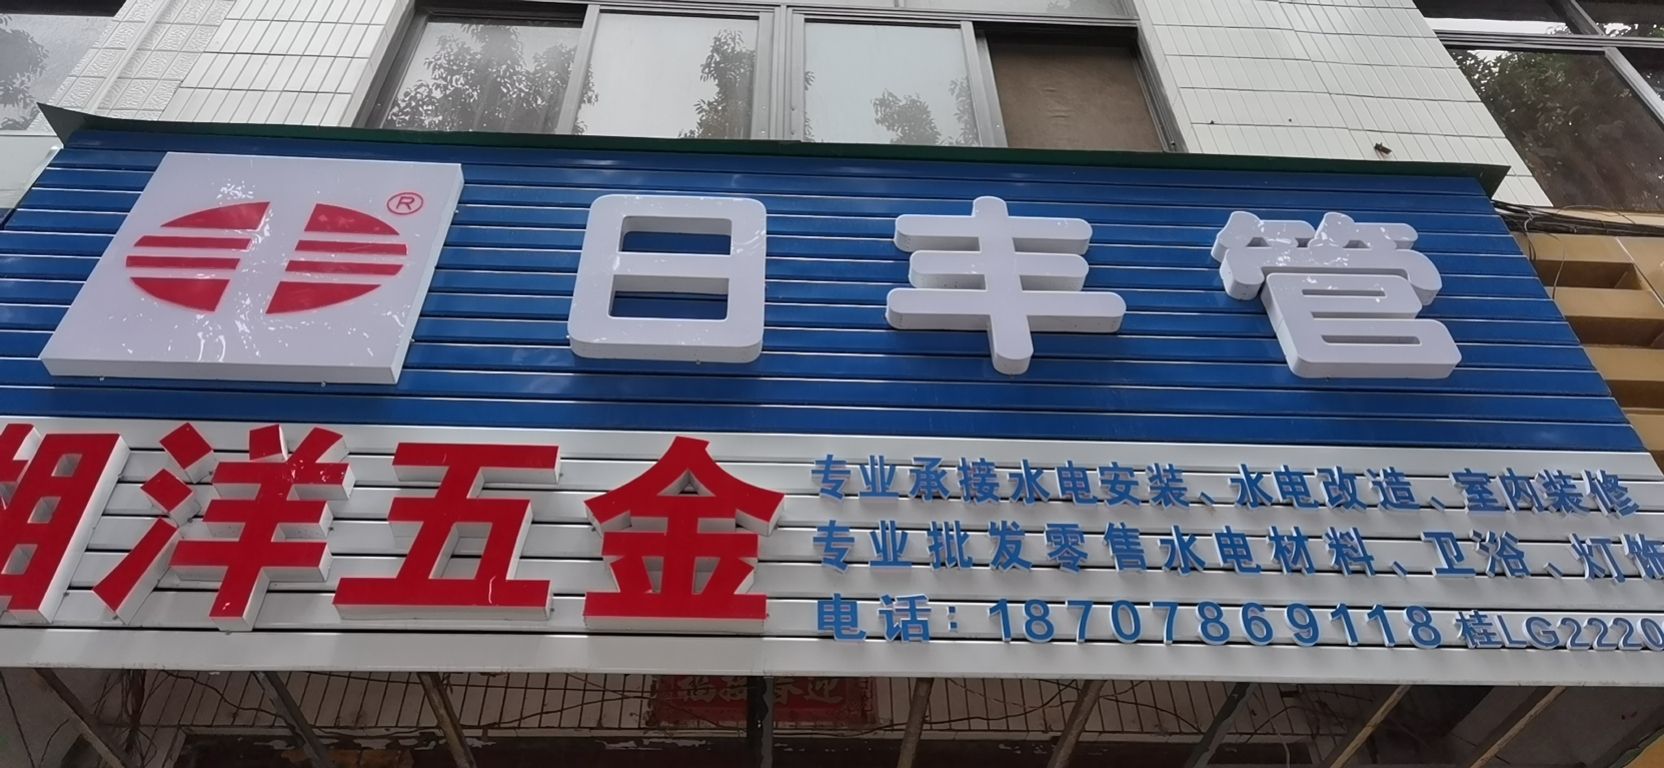 ®
日丰管
湖洋五金
专业承接水电安装、水电改造、室内装修
专业批发零售水电材料、卫浴、灯饰
电话：18707869118 桂LG2220